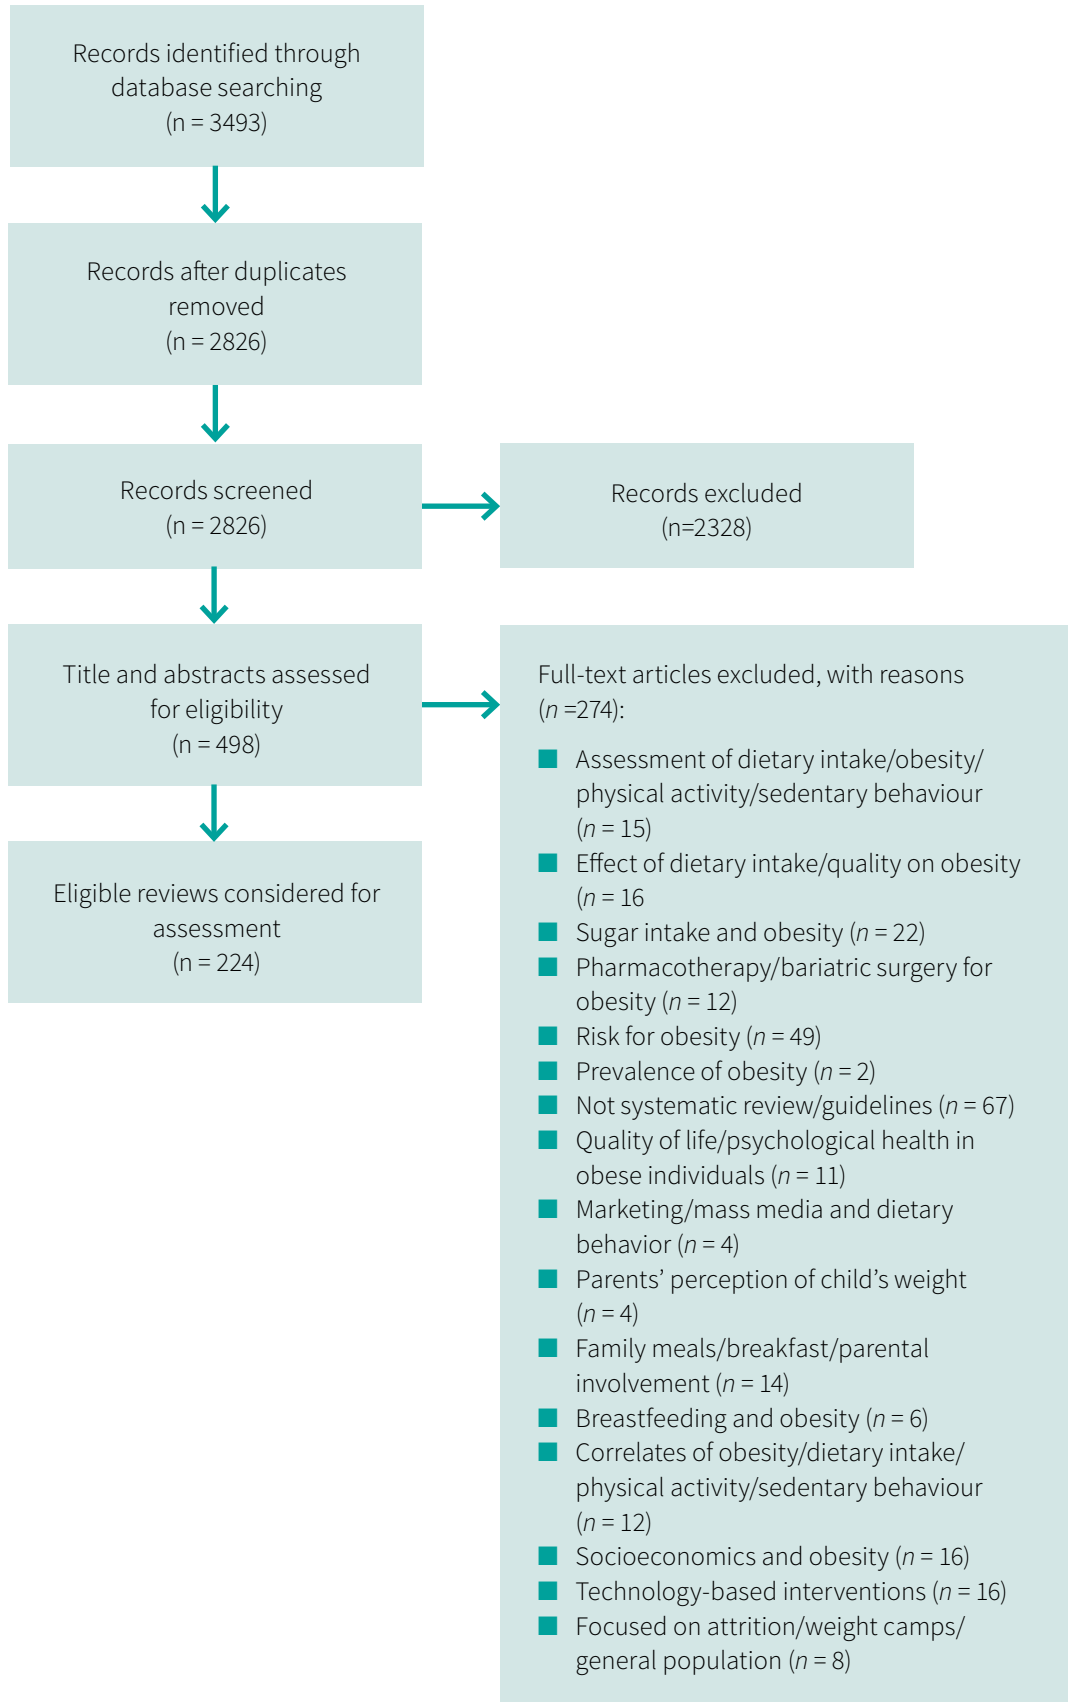 Records identified through
database searching
(n = 3493)
Records after duplicates
removed
(n = 2826)
Records screened
(n = 2826)
Records excluded
(n=2328)
Title and abstracts assessed
for eligibility
(n = 498)
Eligible reviews considered for
assessment
(n = 224)
Full-text articles excluded, with reasons
(n =274):
Assessment of dietary intake/obesity/
physical activity/sedentary behaviour
(n = 15)
Effect of dietary intake/quality on obesity
(n = 16
Sugar intake and obesity (n = 22)
Pharmacotherapy/bariatric surgery for
obesity (n = 12)
Risk for obesity (n = 49)
Prevalence of obesity (n = 2)
Not systematic review/guidelines (n = 67)
Quality of life/psychological health in
obese individuals (n = 11)
Marketing/mass media and dietary
behavior (n = 4)
Parents’ perception of child’s weight
(n = 4)
Family meals/breakfast/parental
involvement (n = 14)
Breastfeeding and obesity (n = 6)
Correlates of obesity/dietary intake/
physical activity/sedentary behaviour
(n = 12)
Socioeconomics and obesity (n = 16)
Technology-based interventions (n = 16)
Focused on attrition/weight camps/
general population (n = 8)